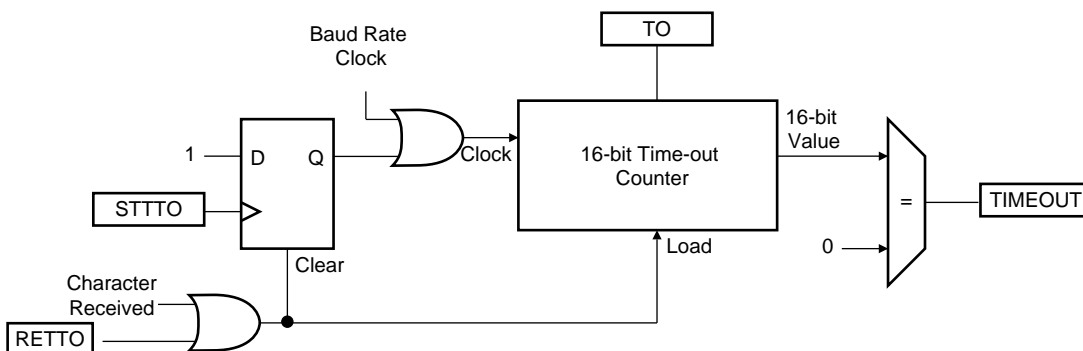 TO
Baud Rate
Clock
16-bit
Value
1
D
Q
Clock
16-bit Time-out
Counter
STTTO
=
TIMEOUT
0
Load
Clear
Character
Received
RETTO